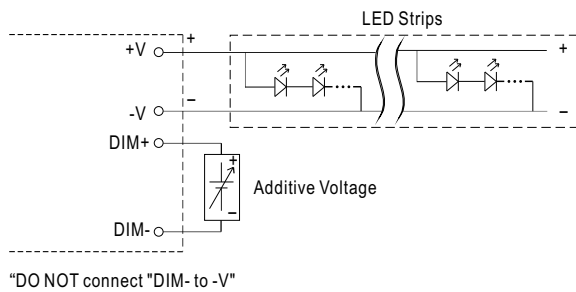 LED Strips
+V
+
+
-V
−
−
DIM+
+
Additive Voltage
−
DIM-
“DO NOT connect "DIM- to -V"